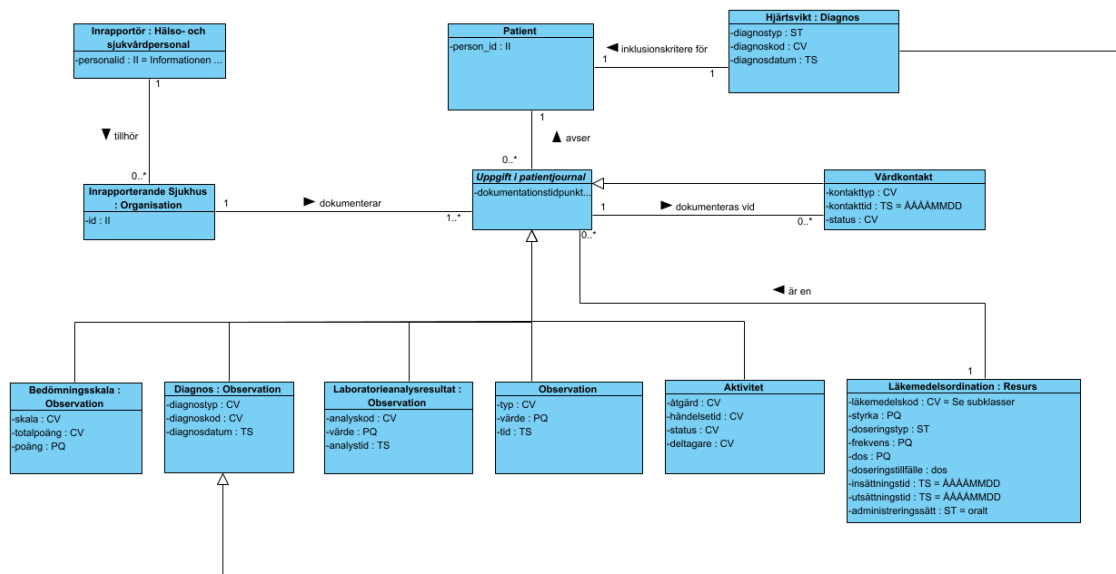 Inrapportör : Hälso- och
sjukvårdpersonal
-personalid : II = Informationen ...
1
tillhör
0..*
Inrapporterande Sjukhus
: Organisation
-id : II
1
dokumenterar
1..*
Patient
-person_id : II
1
avser
0..*
inklusionskritere för
1
1
Hjärtsvikt : Diagnos
-diagnostyp : ST
-diagnoskod : CV
-diagnosdatum : TS
Uppgift i patientjournal
-dokumentationstidpunkt...
1
dokumenteras vid
0..*
Vårdkontakt
-kontakttyp : CV
-kontakttid : TS = ÅÅÅÅMMDD
-status : CV
0..*
är en
1
Bedömningsskala :
Observation
-skala : CV
-totalpoäng : CV
-poäng : PQ
Diagnos : Observation
-diagnostyp : CV
-diagnoskod : CV
-diagnosdatum : TS
Laboratorieanalysresultat :
Observation
-analyskod : CV
-värde : PQ
-analystid : TS
Observation
-typ : CV
-värde : PQ
-tid : TS
Aktivitet
-åtgärd : CV
-händelsetid : CV
-status : CV
-deltagare : CV
Läkemedelsordination : Resurs
-läkemedelskod : CV = Se subklasser
-styrka : PQ
-doseringstyp : ST
-frekvens : PQ
-dos : PQ
-doseringstillfälle : dos
-insättningstid : TS = ÅÅÅÅMMDD
-utsättningstid : TS = ÅÅÅÅMMDD
-administreringssätt : ST = oralt